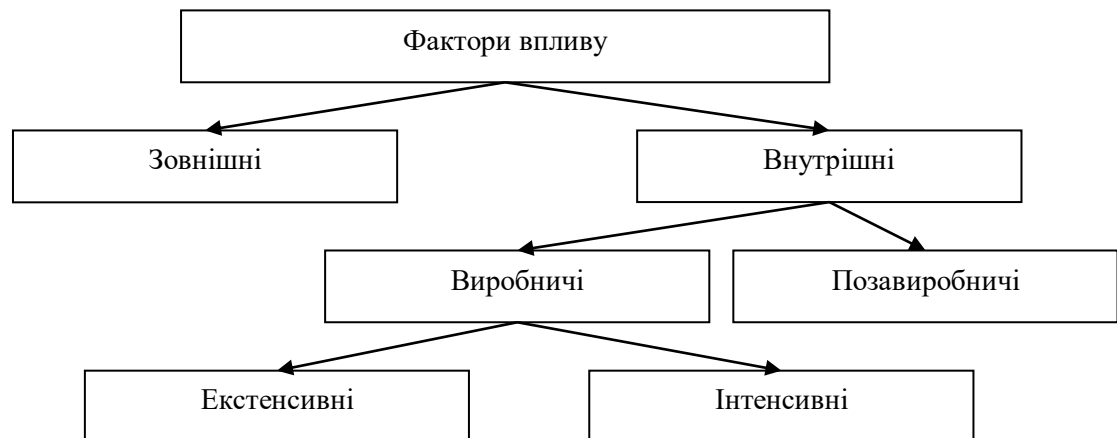 Фактори впливу
Зовнішні
Внутрішні
Виробничі
Позавиробничі
Екстенсивні
Інтенсивні